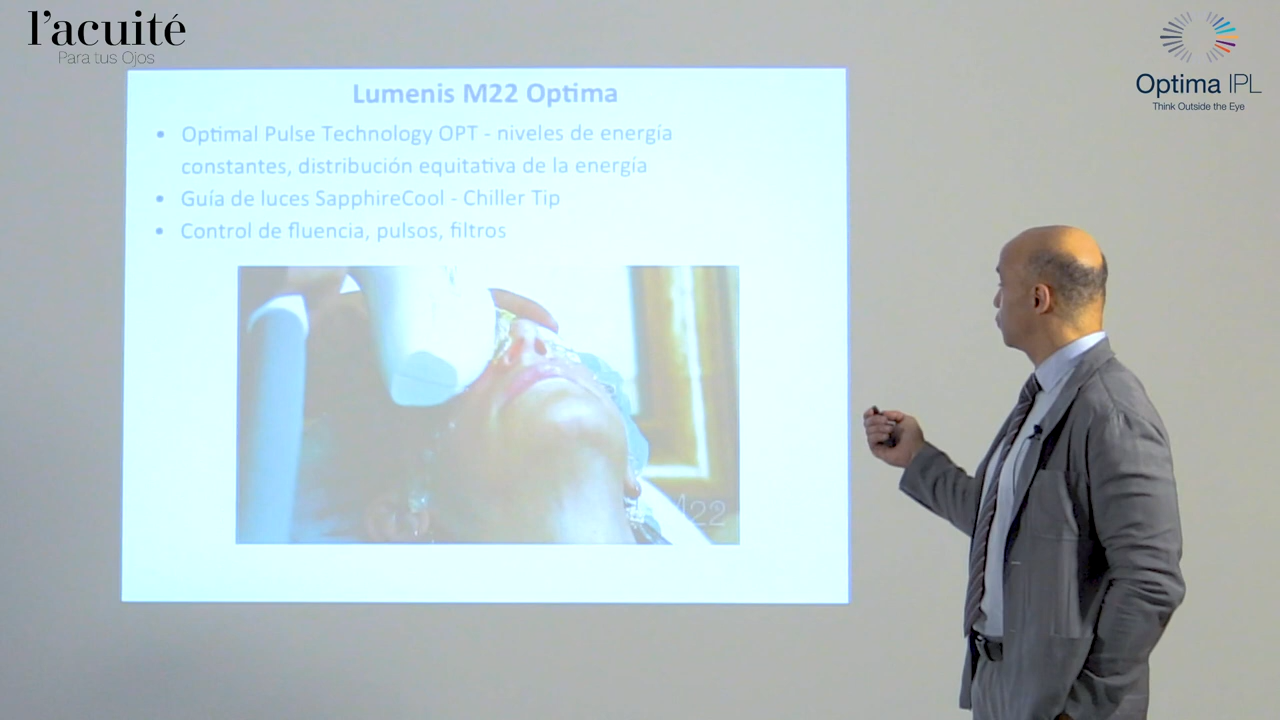 l'acuité
Para tus Ojos
Optima IPL
Think Outside the Eye
Lumenis M22 Optima
• Optimal Pulse Technology OPT - niveles de energía
constantes, distribución equitativa de la energía
• Guía de luces SapphireCool - Chiller Tip
• Control de fluencia, pulsos, filtros
M22